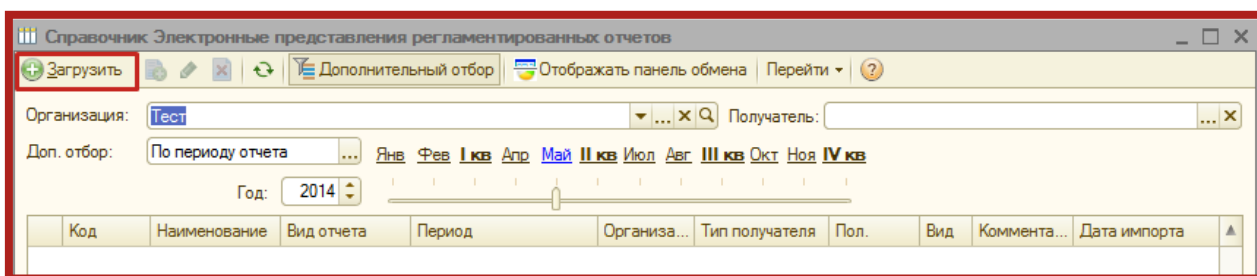 Справочник Электронные представления регламентированных отчетов
Загрузить Дополнительный отбор Отображать панель обмена Перейти
Организация: Тест ... Получатель: ...
Доп. отбор: По периоду отчета ... Янв Фев I кв Апр Май II кв Июл Авг III кв Окт Ноя IV кв
Год: 2014
Код Наименование Вид отчета Период Организа... Тип получателя Пол. Вид Коммента... Дата импорта